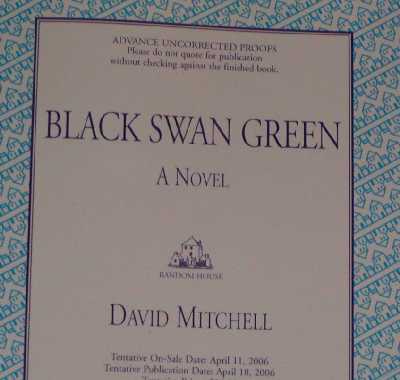 ADVANCE UNCORRECTED PROOFS
Please do not quote for publication
without checking against the finished book.
BLACK SWAN GREEN
A NOVEL
RANDOM HOUSE
DAVID MITCHELL
Tentative On-Sale Date: April 11, 2006
Tentative Publication Date: April 18, 2006
Tentative